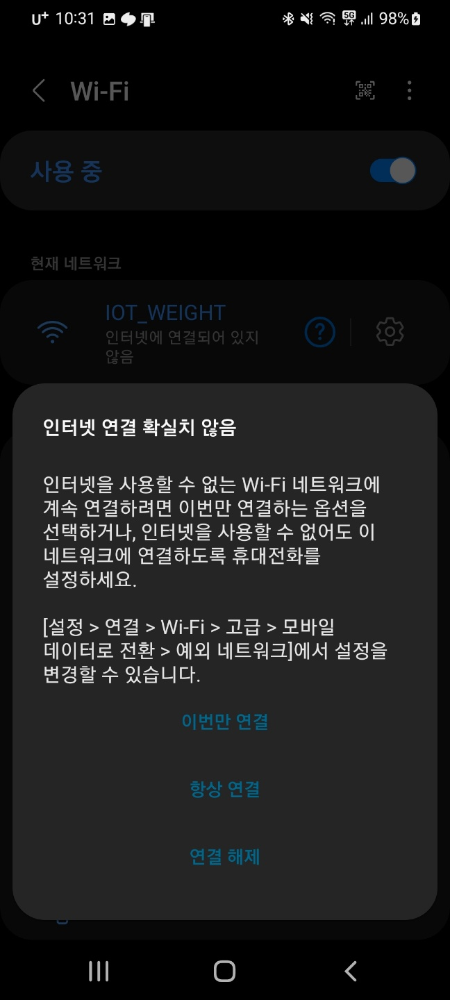 U+ 10:31 5G 98%
Wi-Fi
사용 중
현재 네트워크
IOT_WEIGHT
인터넷에 연결되어 있지
않음
인터넷 연결 확실치 않음
인터넷을 사용할 수 없는 Wi-Fi 네트워크에
계속 연결하려면 이번만 연결하는 옵션을
선택하거나, 인터넷을 사용할 수 없어도 이
네트워크에 연결하도록 휴대전화를
설정하세요.
[설정 > 연결 > Wi-Fi > 고급 > 모바일
데이터로 전환 > 예외 네트워크]에서 설정을
변경할 수 있습니다.
이번만 연결
항상 연결
연결 해제